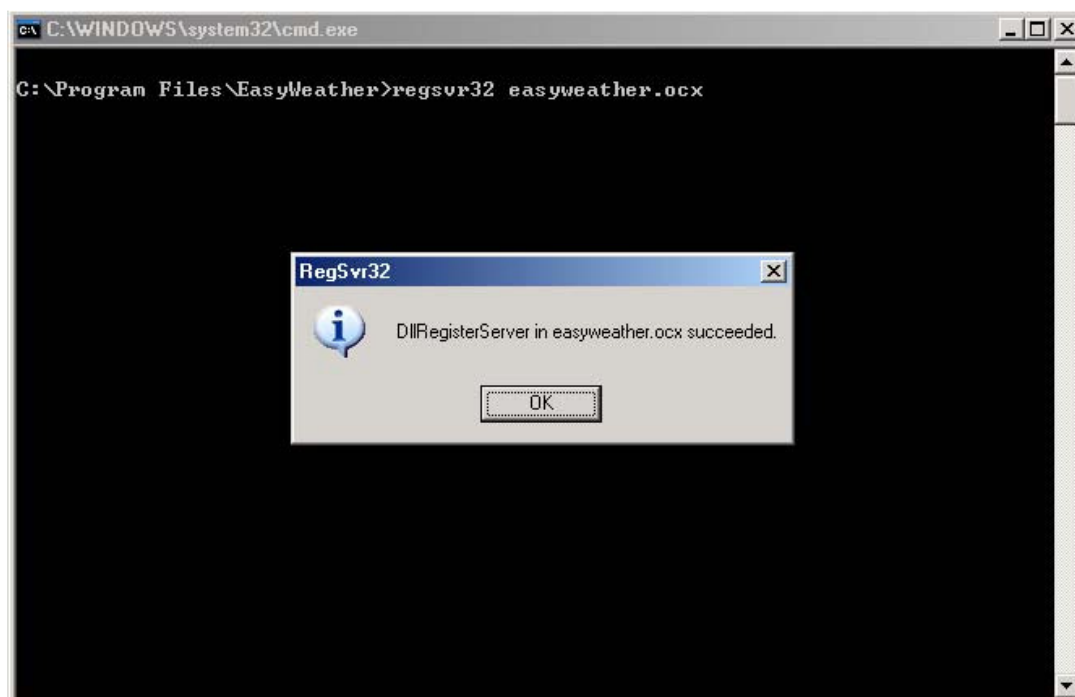 C:\WINDOWS\system32\cmd.exe
C:\Program Files\EasyWeather>regsvr32 easyweather.ocx
RegSvr32
DllRegisterServer in easyweather.ocx succeeded.
OK